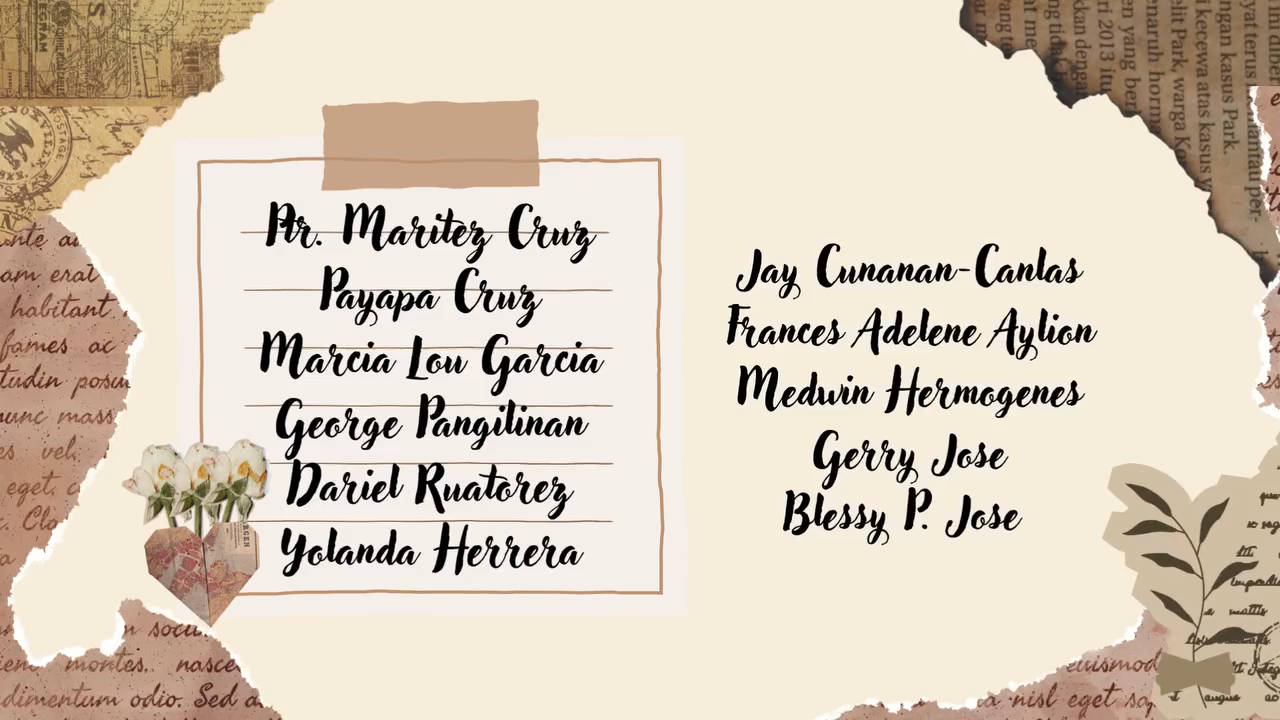 Ptr. Maritez Cruz
Payapa Cruz
Marcia Lou Garcia
George Pangilinan
Dariel Ruatorez
Yolanda Herrera
Jay Cunanan-Canlas
Frances Adelene Aylion
Medwin Hermogenes
Gerry Jose
Blessy P. Jose